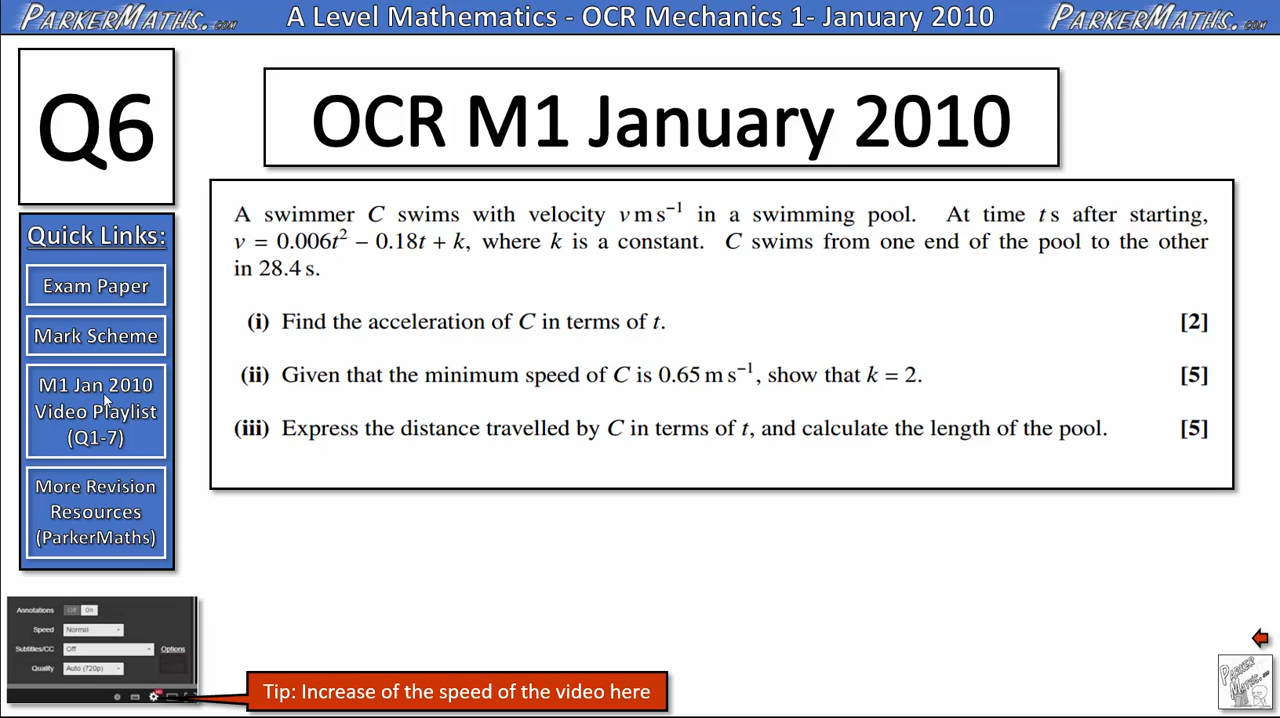 PARKERMATHS.COM
A Level Mathematics - OCR Mechanics 1- January 2010
PARKERMATHS.COM
Q6
OCR M1 January 2010
Quick Links:
Exam Paper
Mark Scheme
M1 Jan 2010
Video Playlist
(Q1-7)
More Revision
Resources
(ParkerMaths)
A swimmer C swims with velocity v m s⁻¹ in a swimming pool. At time t s after starting,
v = 0.006t² – 0.18t + k, where k is a constant. C swims from one end of the pool to the other
in 28.4 s.
(i) Find the acceleration of C in terms of t. [2]
(ii) Given that the minimum speed of C is 0.65 m s⁻¹, show that k = 2. [5]
(iii) Express the distance travelled by C in terms of t, and calculate the length of the pool. [5]
Annotations Off On
Speed Normal
Subtitles/CC Off Options
Quality Auto (720p)
Tip: Increase of the speed of the video here
PARKER
MATHS.COM